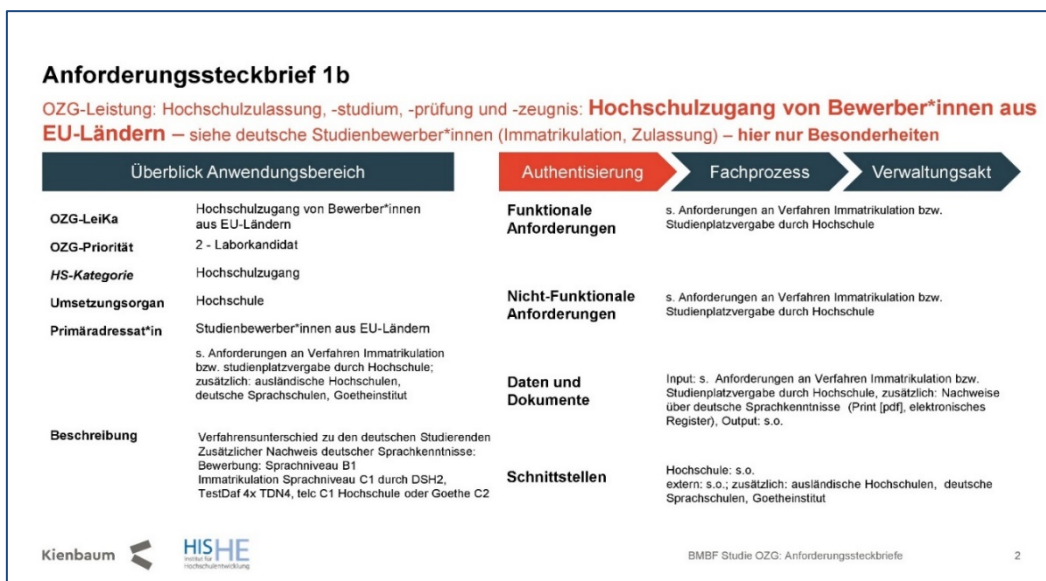 Anforderungssteckbrief 1b
OZG-Leistung: Hochschulzulassung, -studium, -prüfung und -zeugnis: Hochschulzugang von Bewerber*innen aus
EU-Ländern – siehe deutsche Studienbewerber*innen (Immatrikulation, Zulassung) – hier nur Besonderheiten
Überblick Anwendungsbereich
OZG-LeiKa
Hochschulzugang von Bewerber*innen
aus EU-Ländern
OZG-Priorität
2 - Laborkandidat
HS-Kategorie
Hochschulzugang
Umsetzungsorgan
Hochschule
Primäradressat*in
Studienbewerber*innen aus EU-Ländern
s. Anforderungen an Verfahren Immatrikulation
bzw. studienplatzvergabe durch Hochschule;
zusätzlich: ausländische Hochschulen,
deutsche Sprachschulen, Goetheinstitut
Beschreibung
Verfahrensunterschied zu den deutschen Studierenden
Zusätzlicher Nachweis deutscher Sprachkenntnisse:
Bewerbung: Sprachniveau B1
Immatrikulation Sprachniveau C1 durch DSH2,
TestDaf 4x TDN4, telc C1 Hochschule oder Goethe C2
Authentisierung
Fachprozess
Verwaltungsakt
Funktionale
Anforderungen
s. Anforderungen an Verfahren Immatrikulation bzw.
Studienplatzvergabe durch Hochschule
Nicht-Funktionale
Anforderungen
s. Anforderungen an Verfahren Immatrikulation bzw.
Studienplatzvergabe durch Hochschule
Daten und
Dokumente
Input: s. Anforderungen an Verfahren Immatrikulation bzw.
Studienplatzvergabe durch Hochschule, zusätzlich: Nachweise
über deutsche Sprachkenntnisse (Print [pdf], elektronisches
Register), Output: s.o.
Schnittstellen
Hochschule: s.o.
extern: s.o.; zusätzlich: ausländische Hochschulen, deutsche
Sprachschulen, Goetheinstitut
Kienbaum
HIS HE
Institut für
Hochschulentwicklung
BMBF Studie OZG: Anforderungssteckbriefe
2